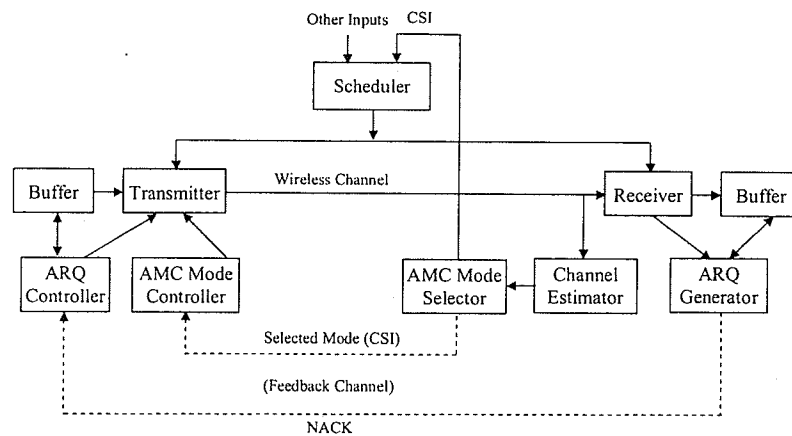 Other Inputs
CSI
Scheduler
Wireless Channel
Buffer
Transmitter
Receiver
Buffer
ARQ
Controller
AMC Mode
Controller
AMC Mode
Selector
Channel
Estimator
ARQ
Generator
Selected Mode (CSI)
(Feedback Channel)
NACK